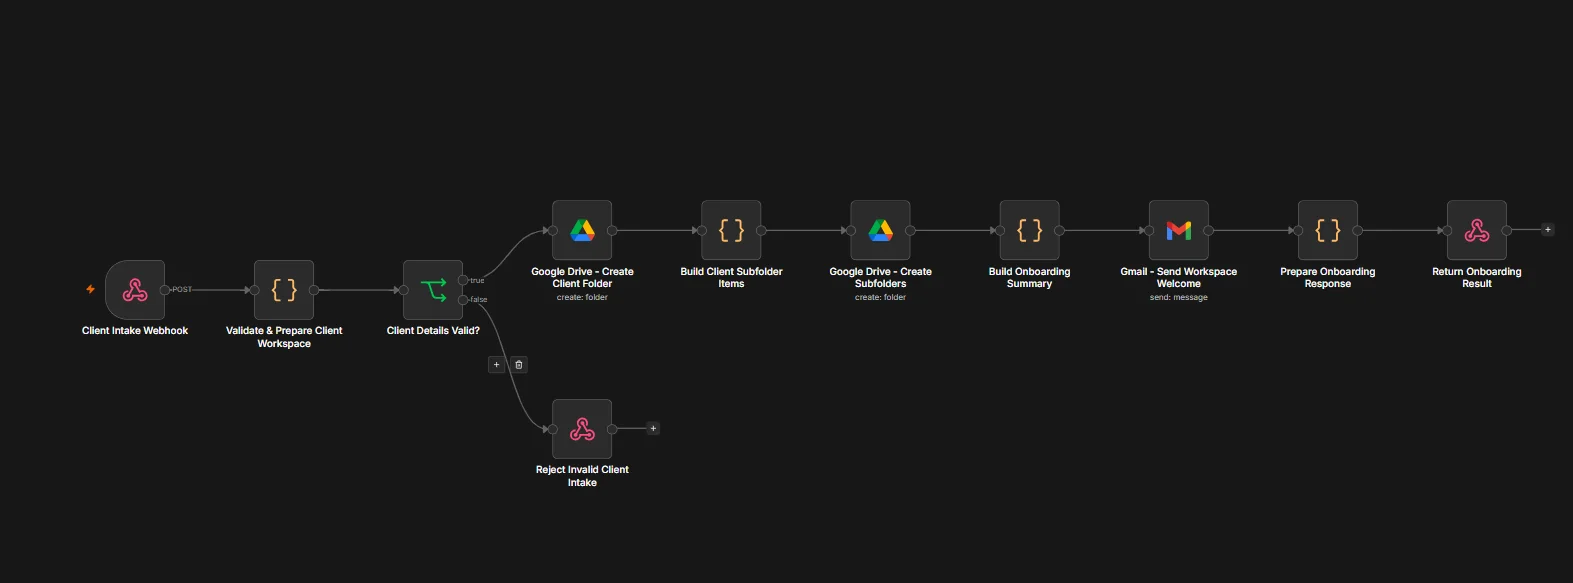 Google Drive - Create
Client Folder
create: folder
Build Client Subfolder
Items
Google Drive - Create
Subfolders
create: folder
Build Onboarding
Summary
Gmail - Send Workspace
Welcome
send: message
Prepare Onboarding
Response
Return Onboarding
Result
POST
Client Intake Webhook
Validate & Prepare Client
Workspace
true
false
Client Details Valid?
Reject Invalid Client
Intake